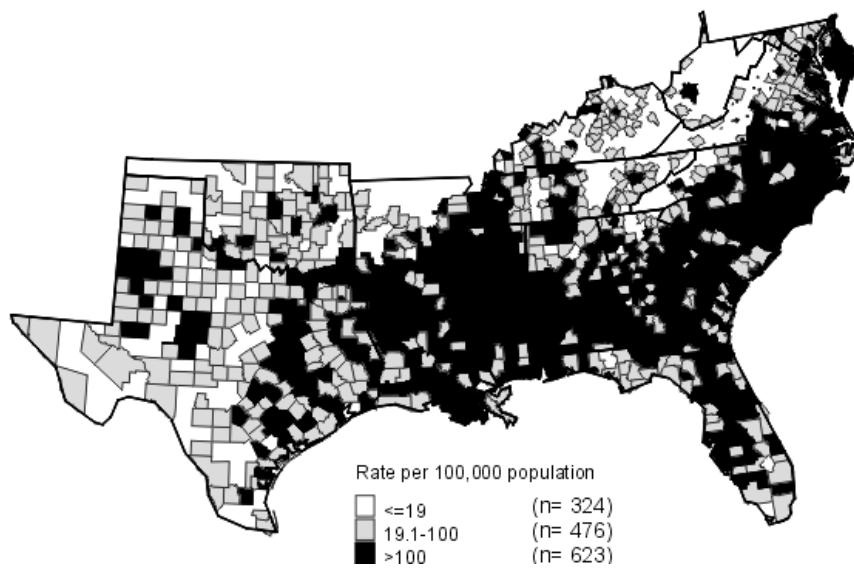 Rate per 100,000 population
<=19 (n= 324)
19.1-100 (n= 476)
>100 (n= 623)